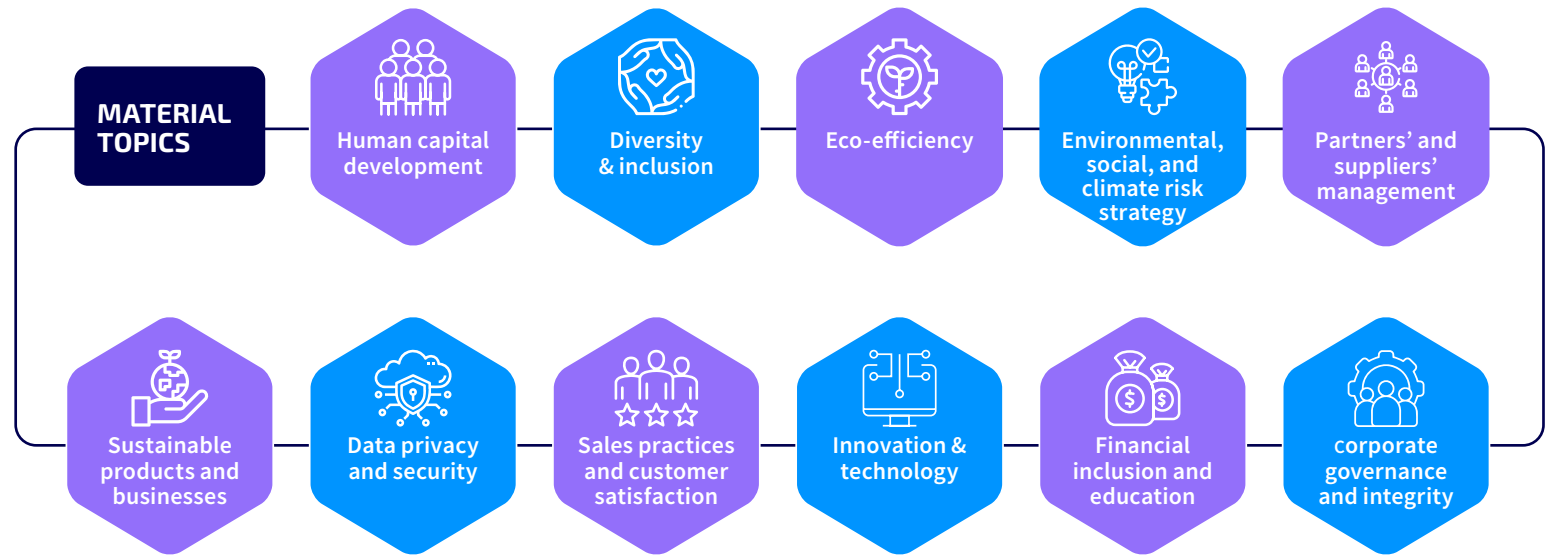 MATERIAL
TOPICS
Human capital
development
Diversity
& inclusion
Eco-efficiency
Environmental,
social, and
climate risk
strategy
Partners’ and
suppliers’
management
Sustainable
products and
businesses
Data privacy
and security
Sales practices
and customer
satisfaction
Innovation &
technology
$
$
Financial
inclusion and
education
corporate
governance
and integrity